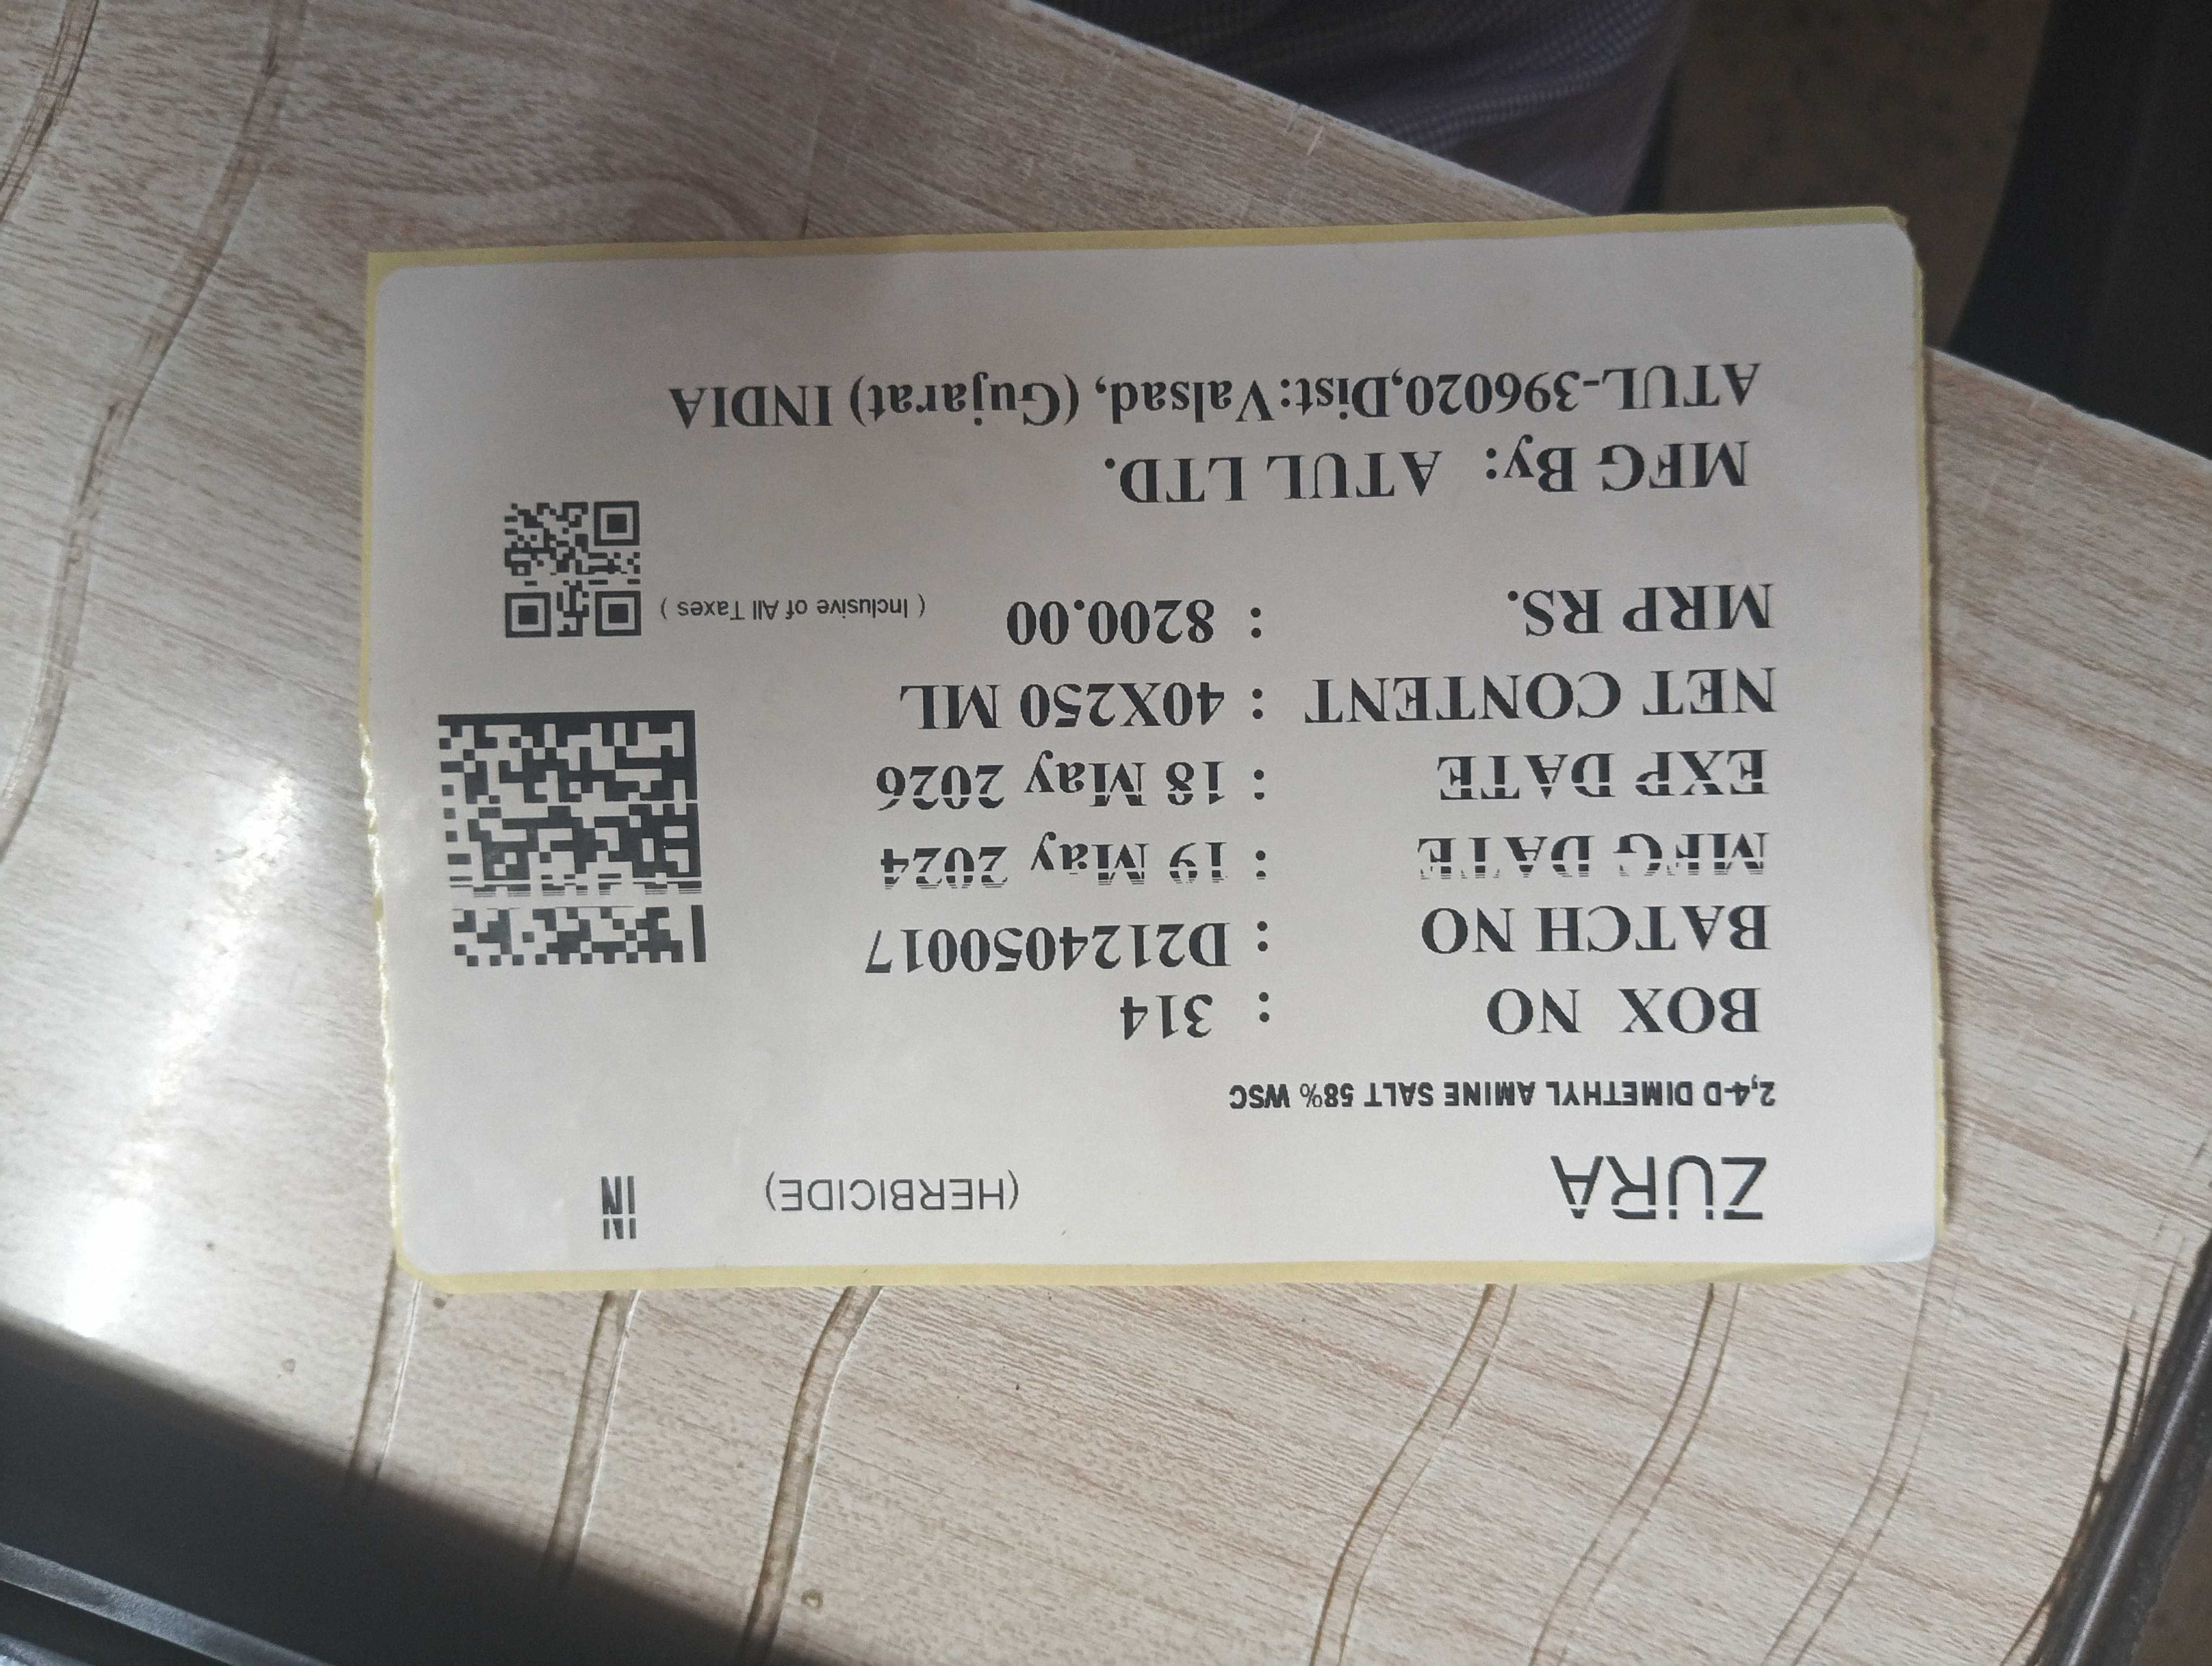 ZURA (HERBICIDE) IN
2,4-D DIMETHYL AMINE SALT 58% WSC
BOX NO : 314
BATCH NO : D2124050017
MFG DATE : 19 May 2024
EXP DATE : 18 May 2026
NET CONTENT : 40X250 ML
MRP RS. : 8200.00 ( Inclusive of All Taxes )
MFG By: ATUL LTD.
ATUL-396020,Dist:Valsad, (Gujarat) INDIA